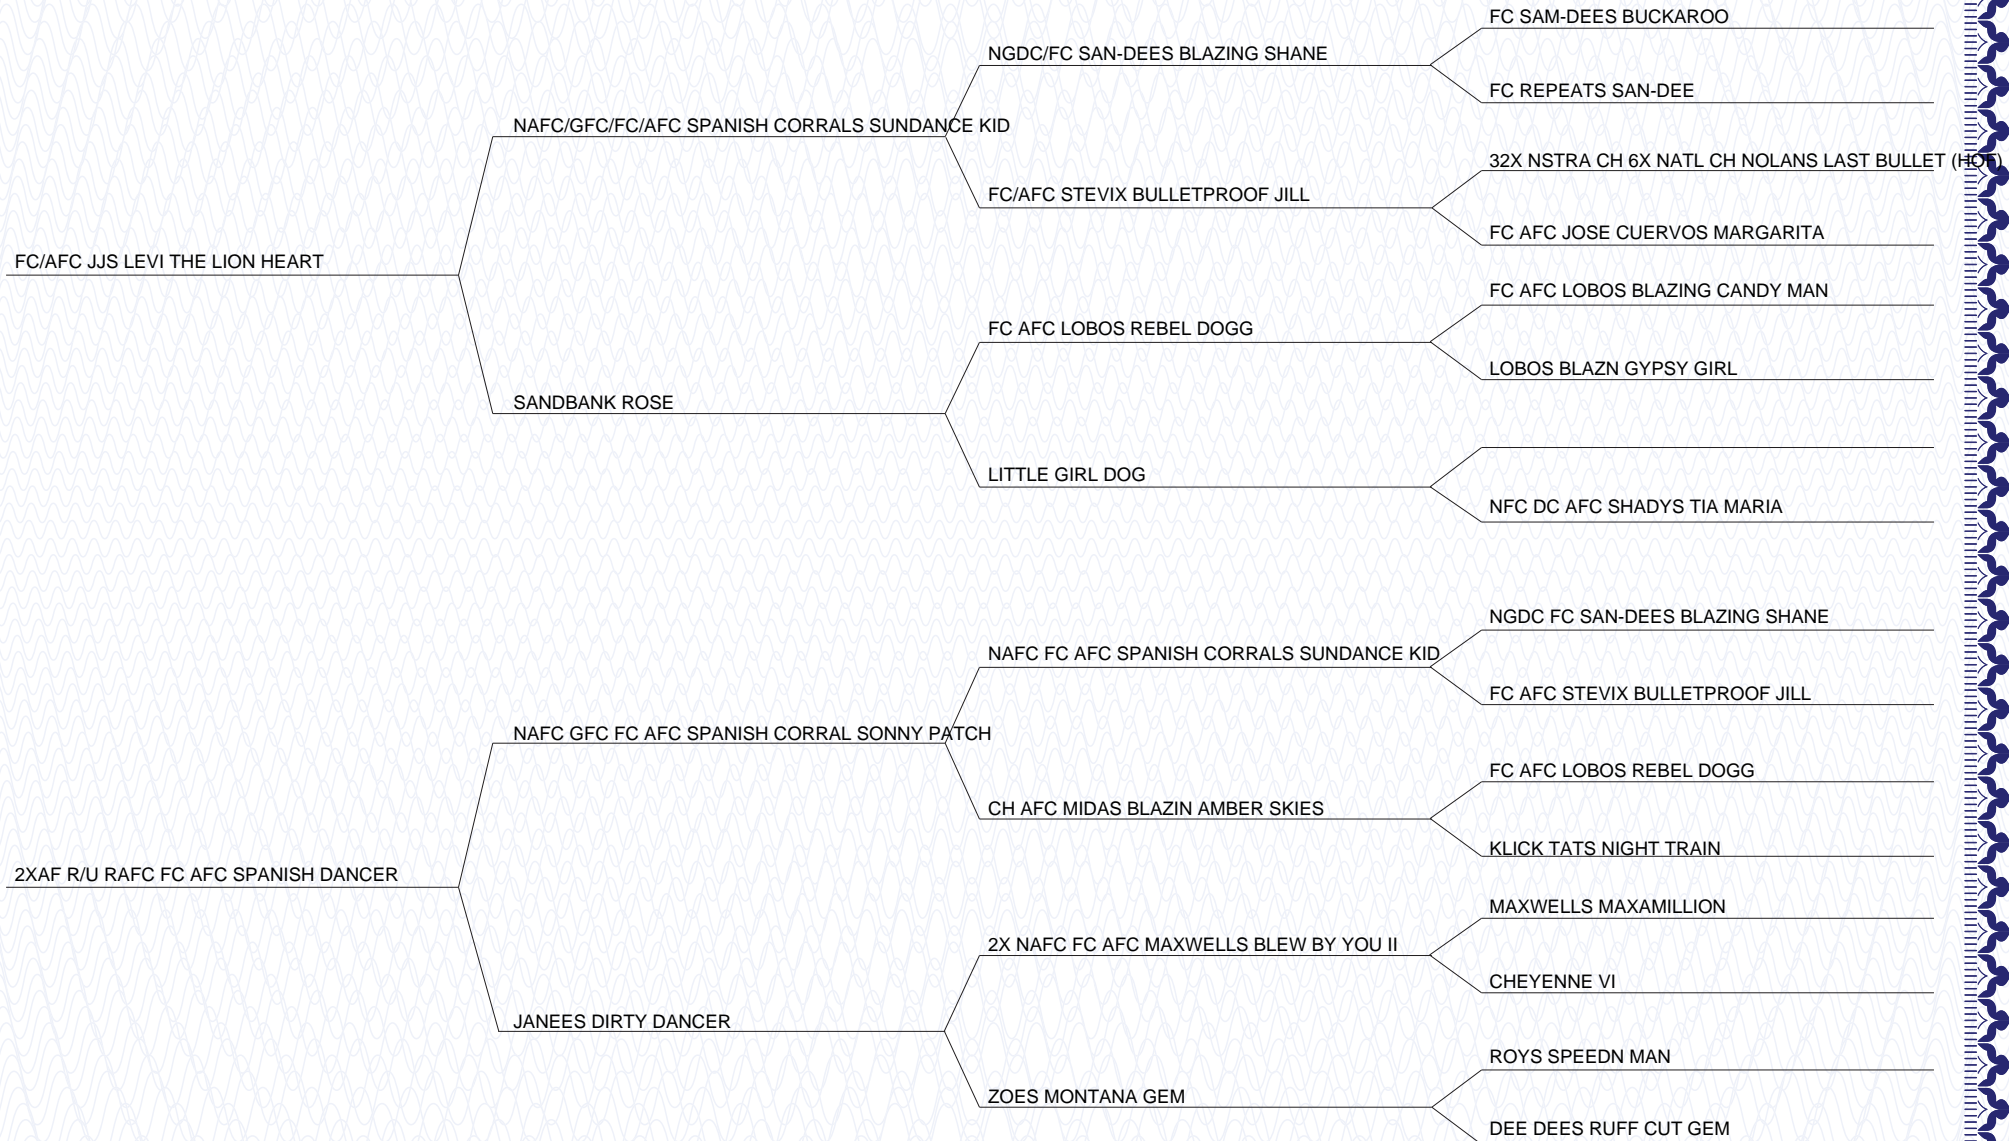 FC SAM-DEES BUCKAROO
NGDC/FC SAN-DEES BLAZING SHANE
FC REPEATS SAN-DEE
NAFC/GFC/FC/AFC SPANISH CORRALS SUNDANCE KID
32X NSTRA CH 6X NATL CH NOLANS LAST BULLET (HOF)
FC/AFC STEVIX BULLETPROOF JILL
FC AFC JOSE CUERVOS MARGARITA
FC/AFC JJS LEVI THE LION HEART
FC AFC LOBOS BLAZING CANDY MAN
FC AFC LOBOS REBEL DOGG
LOBOS BLAZN GYPSY GIRL
SANDBANK ROSE
LITTLE GIRL DOG
NFC DC AFC SHADYS TIA MARIA
NGDC FC SAN-DEES BLAZING SHANE
NAFC FC AFC SPANISH CORRALS SUNDANCE KID
FC AFC STEVIX BULLETPROOF JILL
NAFC GFC FC AFC SPANISH CORRAL SONNY PATCH
FC AFC LOBOS REBEL DOGG
CH AFC MIDAS BLAZIN AMBER SKIES
KLICK TATS NIGHT TRAIN
2XAF R/U RAFC FC AFC SPANISH DANCER
MAXWELLS MAXAMILLION
2X NAFC FC AFC MAXWELLS BLEW BY YOU II
CHEYENNE VI
JANEES DIRTY DANCER
ROYS SPEEDN MAN
ZOES MONTANA GEM
DEE DEES RUFF CUT GEM